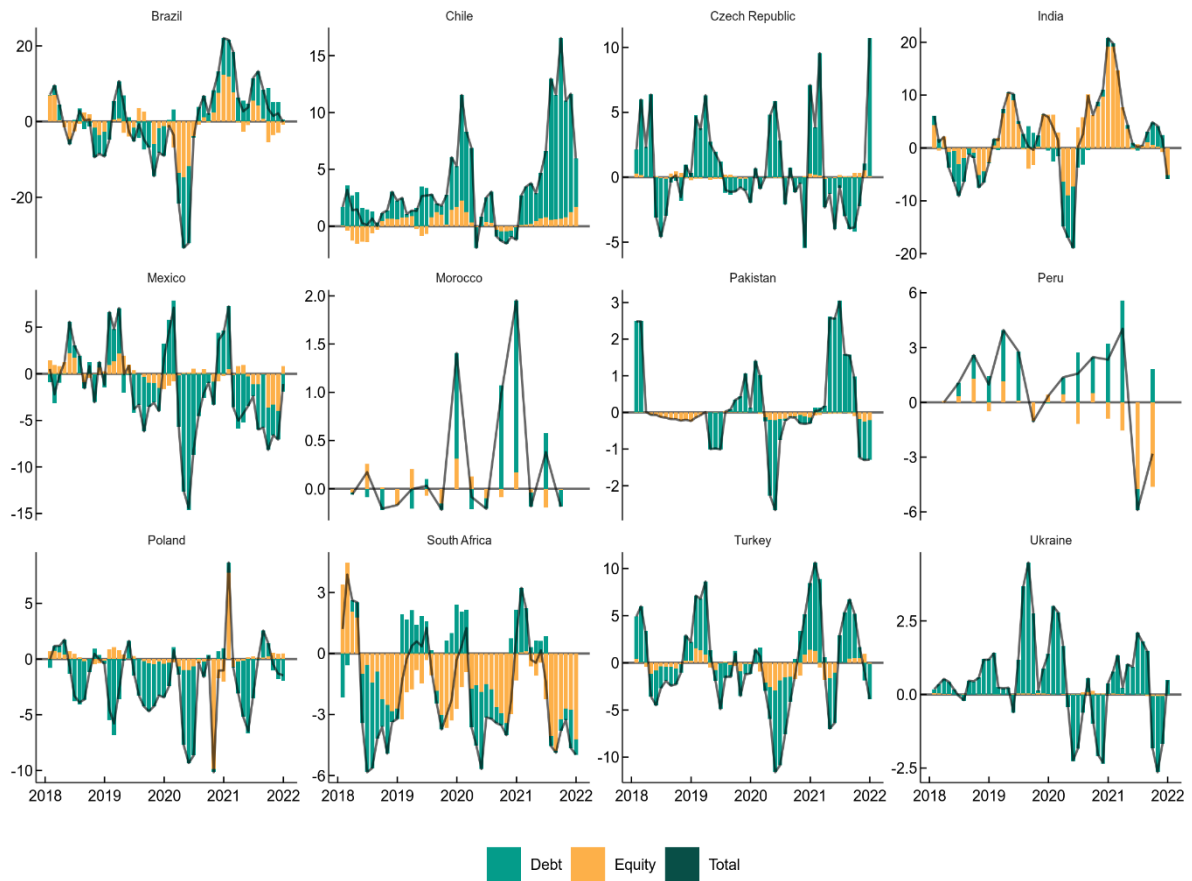 Brazil Chile Czech Republic India
20 0 -20
15 10 5 0
10 5 0 -5
20 10 0 -10 -20
Mexico Morocco Pakistan Peru
5 0 -5 -10 -15
2.0 1.5 1.0 0.5 0.0
3 2 1 0 -1 -2
6 3 0 -3 -6
Poland South Africa Turkey Ukraine
5 0 -5 -10
3 0 -3 -6
10 5 0 -5 -10
2.5 0.0 -2.5
2018 2019 2020 2021 2022 2018 2019 2020 2021 2022 2018 2019 2020 2021 2022 2018 2019 2020 2021 2022
Debt Equity Total